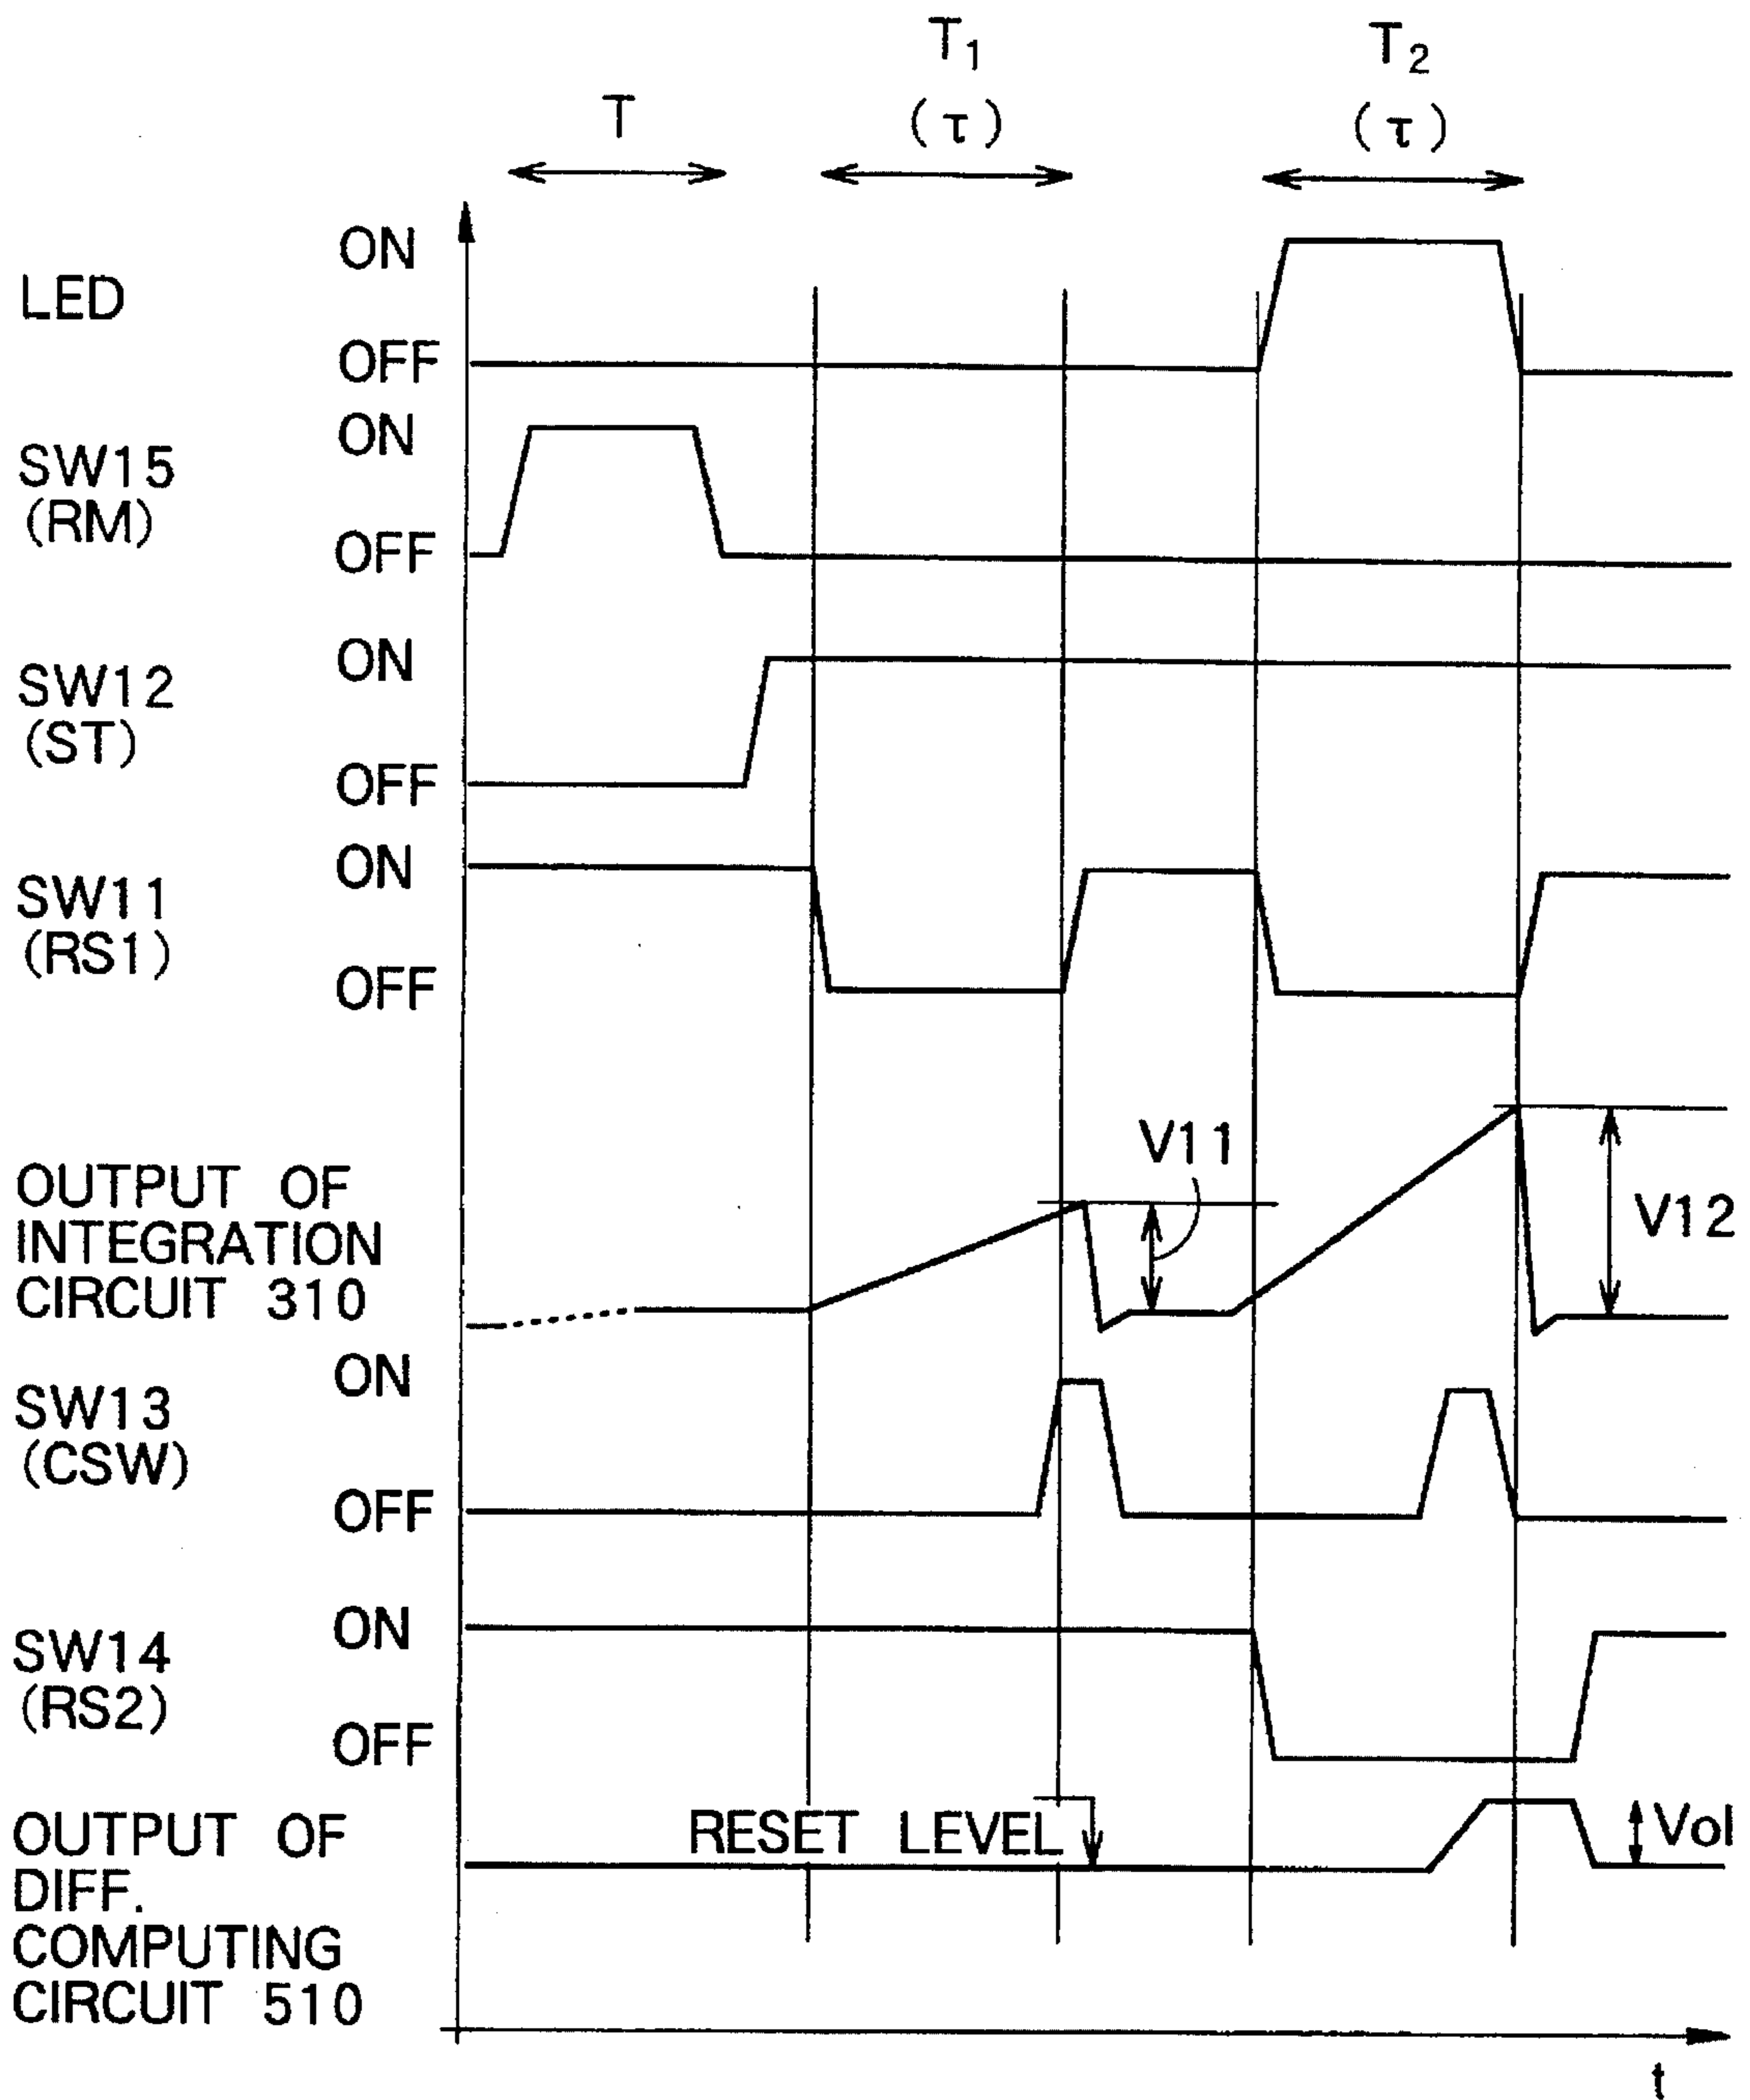 T
T1
(τ)
T2
(τ)
LED
ON
OFF
SW15
(RM)
ON
OFF
SW12
(ST)
ON
OFF
SW11
(RS1)
ON
OFF
OUTPUT OF
INTEGRATION
CIRCUIT 310
V11
V12
SW13
(CSW)
ON
OFF
SW14
(RS2)
ON
OFF
OUTPUT OF
DIFF.
COMPUTING
CIRCUIT 510
RESET LEVEL
Vol
t